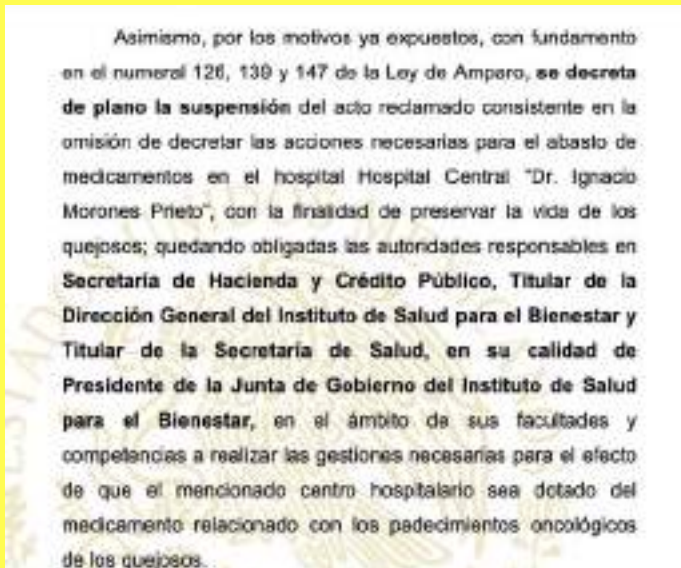 Asimismo, por los motivos ya expuestos, con fundamento
en el numeral 126, 139 y 147 de la Ley de Amparo, se decreta
de plano la suspensión del acto reclamado consistente en la
omisión de decretar las acciones necesarias para el abasto de
medicamentos en el hospital Hospital Central "Dr. Ignacio
Morones Prieto", con la finalidad de preservar la vida de los
quejosos; quedando obligadas las autoridades responsables en
Secretaría de Hacienda y Crédito Público, Titular de la
Dirección General del Instituto de Salud para el Bienestar y
Titular de la Secretaría de Salud, en su calidad de
Presidente de la Junta de Gobierno del Instituto de Salud
para el Bienestar, en el ámbito de sus facultades y
competencias a realizar las gestiones necesarias para el efecto
de que el mencionado centro hospitalario sea dotado del
medicamento relacionado con los padecimientos oncológicos
de los quejosos.